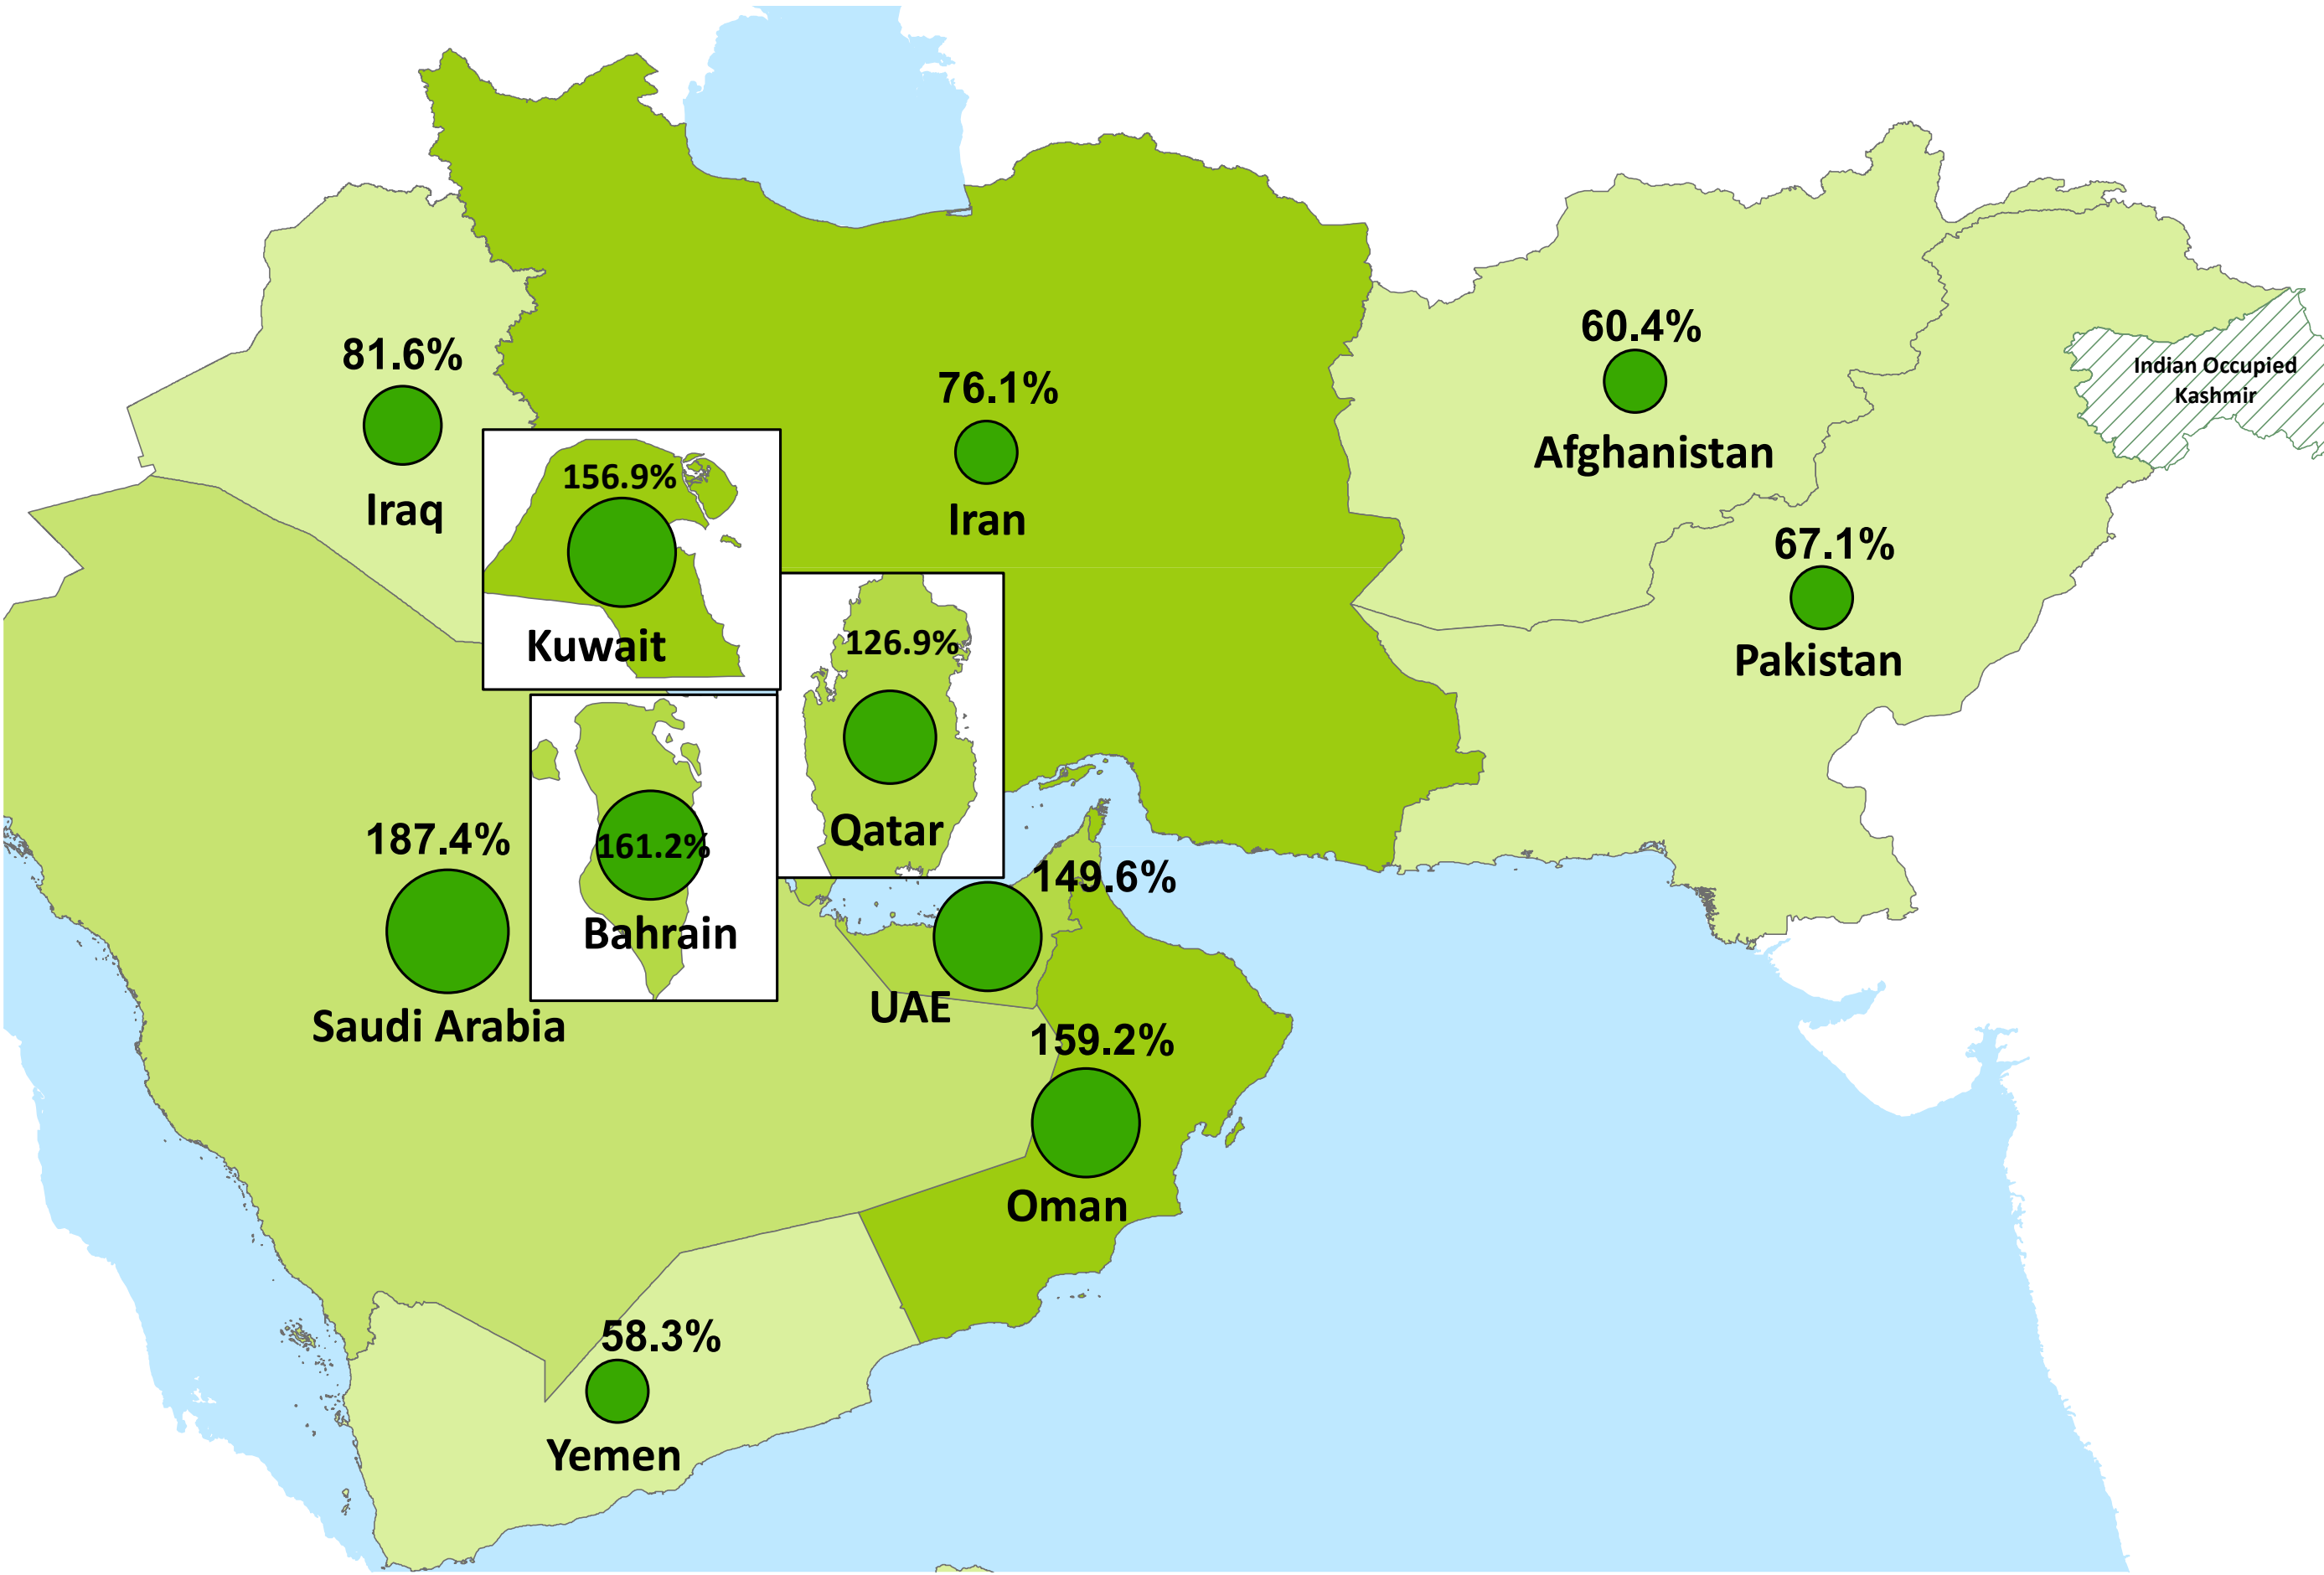 60.4%
Afghanistan
Indian Occupied
Kashmir
81.6%
Iraq
76.1%
Iran
156.9%
Kuwait
67.1%
Pakistan
126.9%
Qatar
187.4%
Saudi Arabia
161.2%
Bahrain
149.6%
UAE
159.2%
Oman
58.3%
Yemen